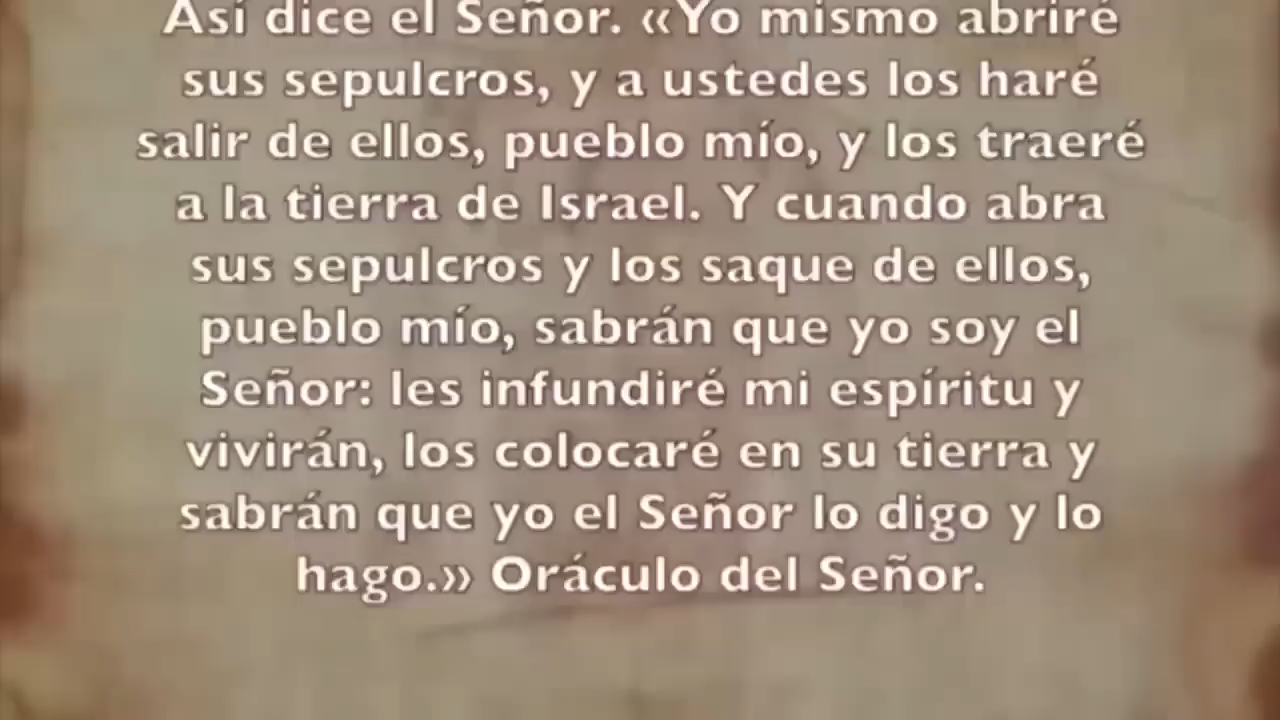 Así dice el Señor. «Yo mismo abriré
sus sepulcros, y a ustedes los haré
salir de ellos, pueblo mío, y los traeré
a la tierra de Israel. Y cuando abra
sus sepulcros y los saque de ellos,
pueblo mío, sabrán que yo soy el
Señor: les infundiré mi espíritu y
vivirán, los colocaré en su tierra y
sabrán que yo el Señor lo digo y lo
hago.» Oráculo del Señor.